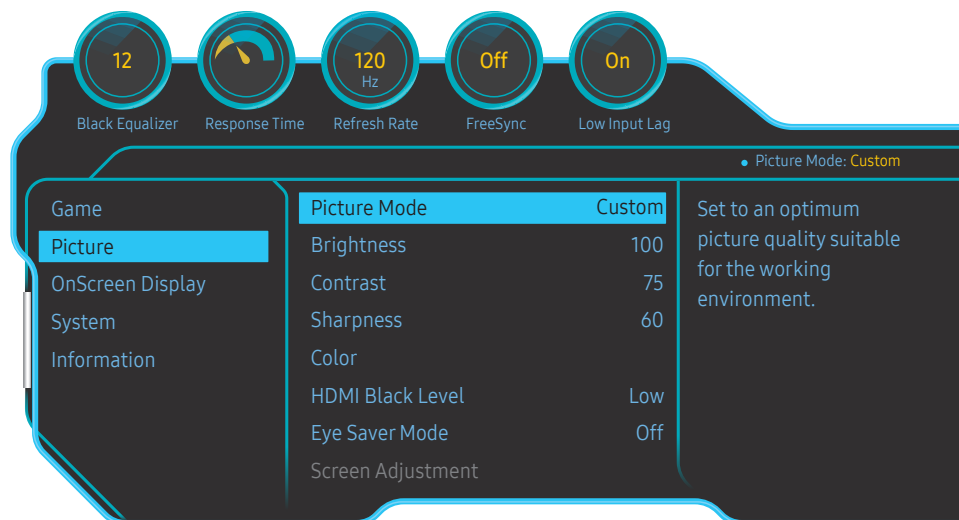 12
120
Hz
Off
On
Black Equalizer
Response Time
Refresh Rate
FreeSync
Low Input Lag
Picture Mode: Custom
Game
Picture
OnScreen Display
System
Information
Picture Mode Custom
Brightness 100
Contrast 75
Sharpness 60
Color
HDMI Black Level Low
Eye Saver Mode Off
Screen Adjustment
Set to an optimum
picture quality suitable
for the working
environment.